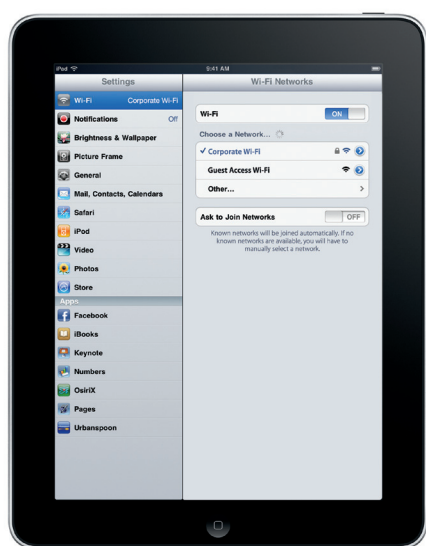 iPod 9:41 AM
Settings
Wi-Fi Corporate Wi-Fi
Notifications Off
Brightness & Wallpaper
Picture Frame
General
Mail, Contacts, Calendars
Safari
iPod
Video
Photos
Store
Apps
Facebook
iBooks
Keynote
Numbers
OsiriX
Pages
Urbanspoon
Wi-Fi Networks
Wi-Fi ON
Choose a Network...
Corporate Wi-Fi
Guest Access Wi-Fi
Other...
Ask to Join Networks OFF
Known networks will be joined automatically. If no
known networks are available, you will have to
manually select a network.